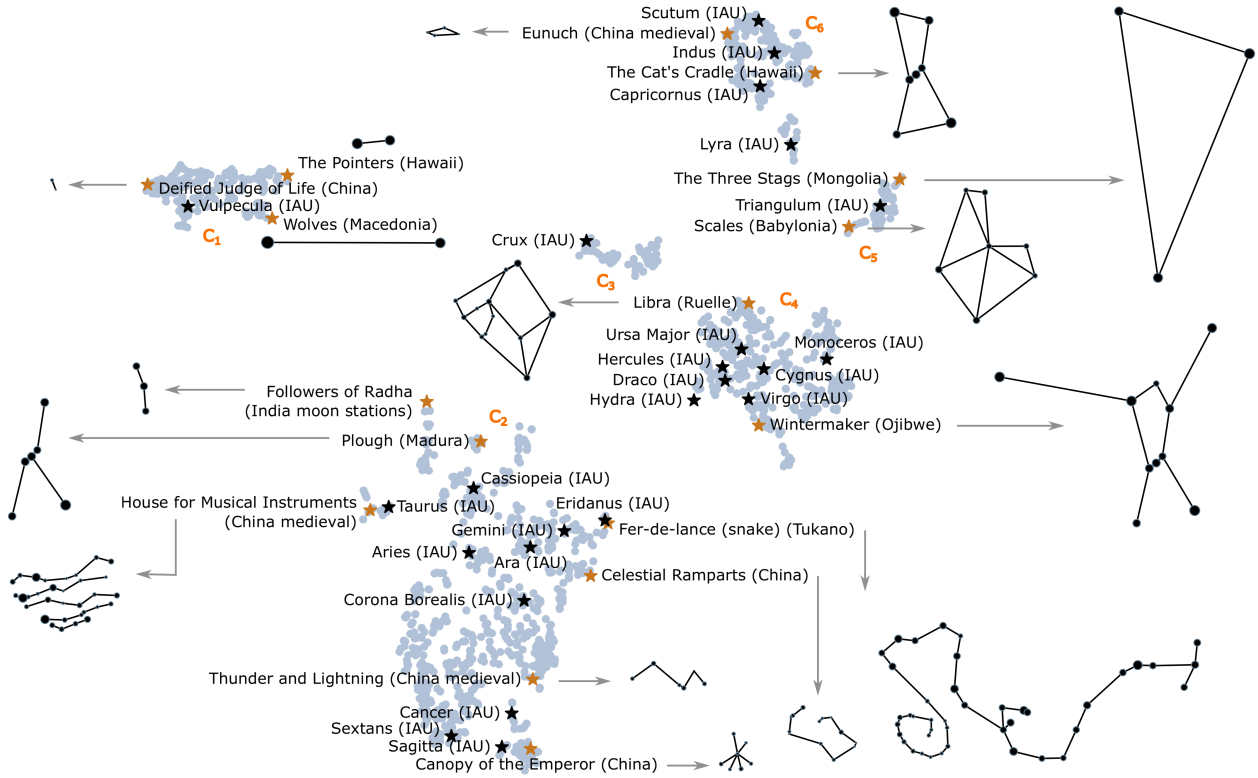 Scutum (IAU)
C6
Eunuch (China medieval)
Indus (IAU)
The Cat's Cradle (Hawaii)
Capricornus (IAU)
Lyra (IAU)
The Pointers (Hawaii)
Deified Judge of Life (China)
Vulpecula (IAU)
Wolves (Macedonia)
C1
The Three Stags (Mongolia)
Triangulum (IAU)
Scales (Babylonia)
C5
Crux (IAU)
C3
Libra (Ruelle)
C4
Ursa Major (IAU)
Monoceros (IAU)
Hercules (IAU)
Cygnus (IAU)
Draco (IAU)
Hydra (IAU)
Virgo (IAU)
Wintermaker (Ojibwe)
Followers of Radha
(India moon stations)
C2
Plough (Madura)
Cassiopeia (IAU)
House for Musical Instruments
(China medieval)
Taurus (IAU)
Eridanus (IAU)
Gemini (IAU)
Fer-de-lance (snake) (Tukano)
Aries (IAU)
Ara (IAU)
Celestial Ramparts (China)
Corona Borealis (IAU)
Thunder and Lightning (China medieval)
Cancer (IAU)
Sextans (IAU)
Sagitta (IAU)
Canopy of the Emperor (China)